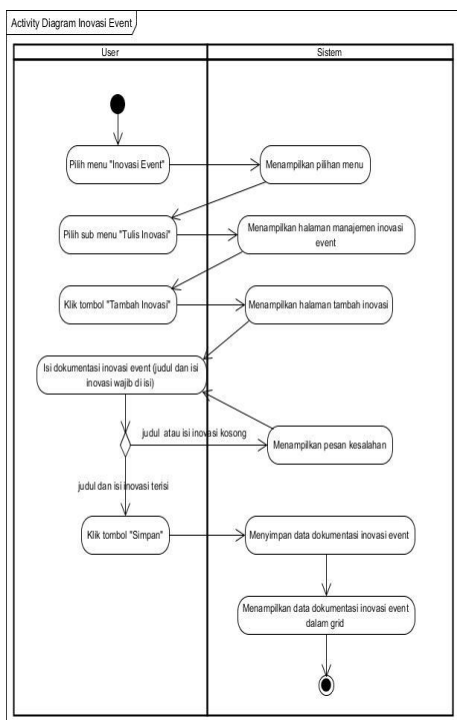 Activity Diagram Inovasi Event
User
Sistem
Pilih menu "Inovasi Event"
Menampilkan pilihan menu
Pilih sub menu "Tulis Inovasi"
Menampilkan halaman manajemen inovasi
event
Klik tombol "Tambah Inovasi"
Menampilkan halaman tambah inovasi
Isi dokumentasi inovasi event (judul dan isi
inovasi wajib di isi)
judul atau isi inovasi kosong
Menampilkan pesan kesalahan
judul dan isi inovasi terisi
Klik tombol "Simpan"
Menyimpan data dokumentasi inovasi event
Menampilkan data dokumentasi inovasi event
dalam grid